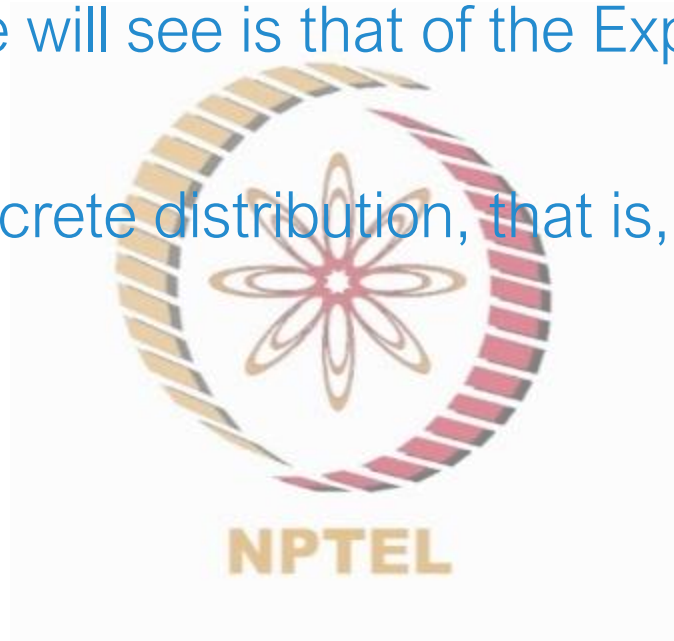 e will see is that of the Exp
crete distribution, that is,
NPTEL